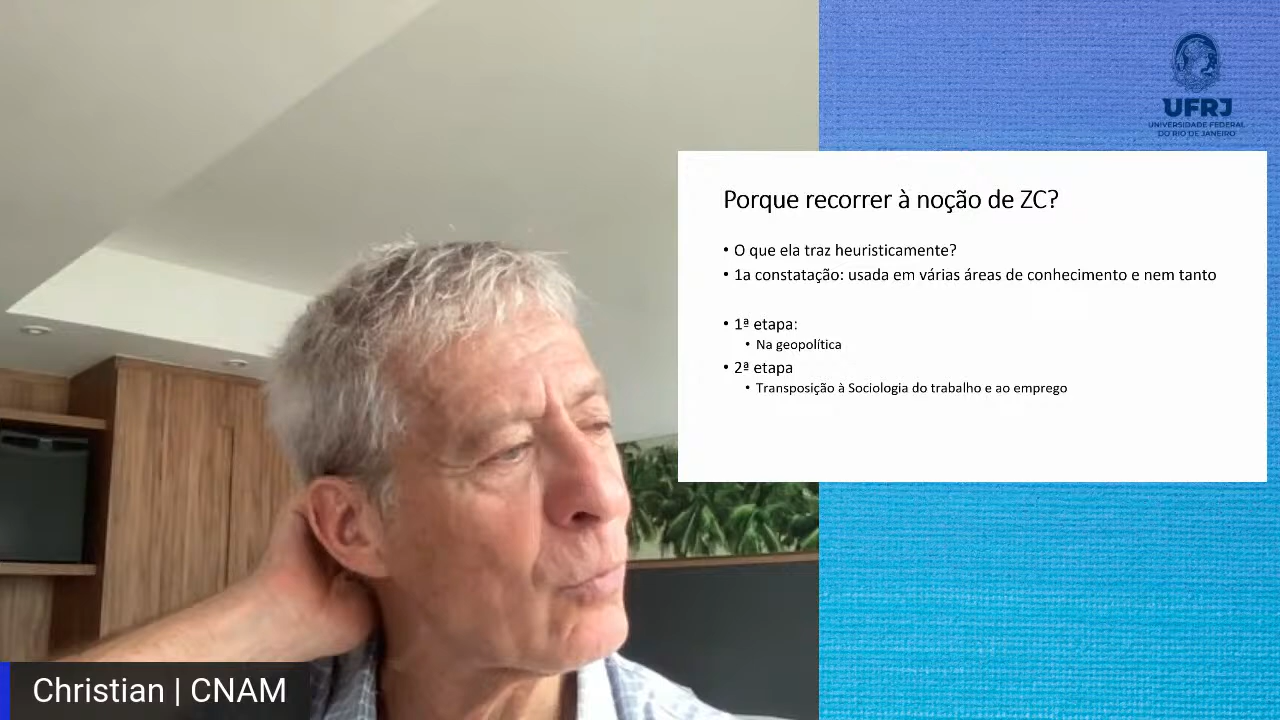 UFRJ
UNIVERSIDADE FEDERAL
DO RIO DE JANEIRO
Porque recorrer à noção de ZC?
• O que ela traz heuristicamente?
• 1a constatação: usada em várias áreas de conhecimento e nem tanto
• 1ª etapa:
• Na geopolítica
• 2ª etapa
• Transposição à Sociologia do trabalho e ao emprego
Christian | CNAM